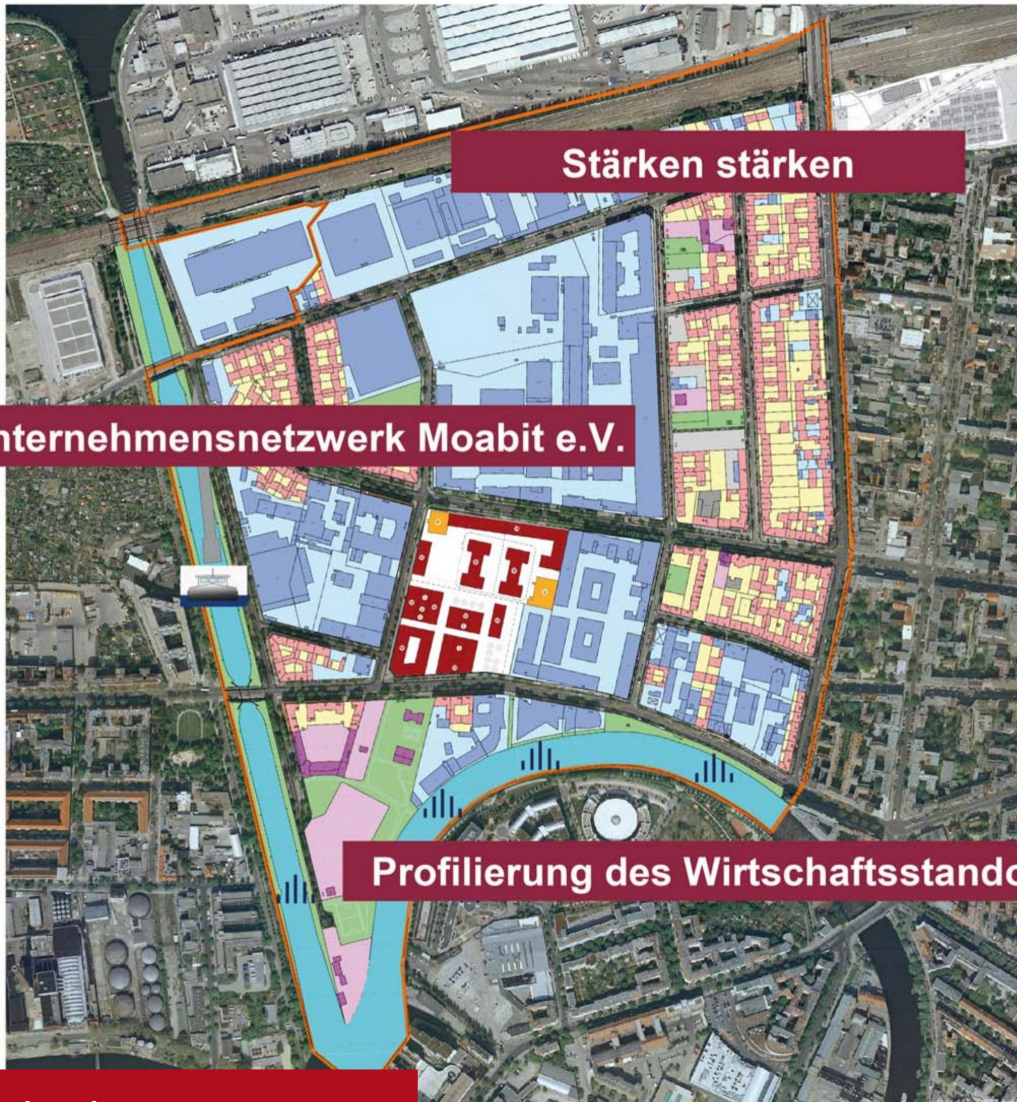 Stärken stärken
nternehmensnetzwerk Moabit e.V.
Profilierung des Wirtschaftsstando